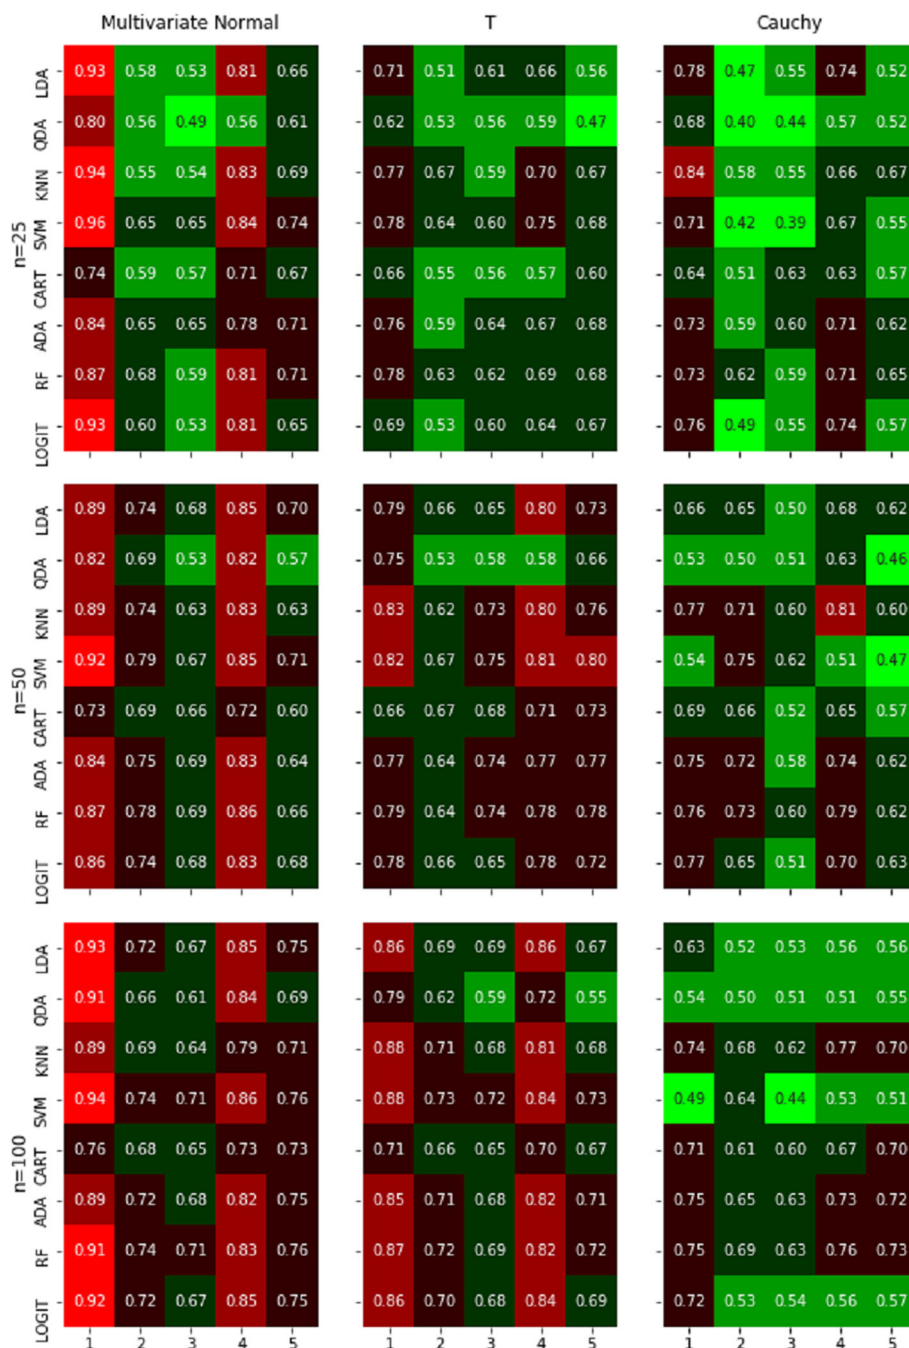 Multivariate Normal T Cauchy
LDA 0.93 0.58 0.53 0.81 0.66 0.71 0.51 0.61 0.66 0.56 0.78 0.47 0.55 0.74 0.52
QDA 0.80 0.56 0.49 0.56 0.61 0.62 0.53 0.56 0.59 0.47 0.68 0.40 0.44 0.57 0.52
KNN 0.94 0.55 0.54 0.83 0.69 0.77 0.67 0.59 0.70 0.67 0.84 0.58 0.55 0.66 0.67
SVM 0.96 0.65 0.65 0.84 0.74 0.78 0.64 0.60 0.75 0.68 0.71 0.42 0.39 0.67 0.55
n=25
CART 0.74 0.59 0.57 0.71 0.67 0.66 0.55 0.56 0.57 0.60 0.64 0.51 0.63 0.63 0.57
ADA 0.84 0.65 0.65 0.78 0.71 0.76 0.59 0.64 0.67 0.68 0.73 0.59 0.60 0.71 0.62
RF 0.87 0.68 0.59 0.81 0.71 0.78 0.63 0.62 0.69 0.68 0.73 0.62 0.59 0.71 0.65
LOGIT 0.93 0.60 0.53 0.81 0.65 0.69 0.53 0.60 0.64 0.67 0.76 0.49 0.55 0.74 0.57
LDA 0.89 0.74 0.68 0.85 0.70 0.79 0.66 0.65 0.80 0.73 0.66 0.65 0.50 0.68 0.62
QDA 0.82 0.69 0.53 0.82 0.57 0.75 0.53 0.58 0.58 0.66 0.53 0.50 0.51 0.63 0.46
KNN 0.89 0.74 0.63 0.83 0.63 0.83 0.62 0.73 0.80 0.76 0.77 0.71 0.60 0.81 0.60
SVM 0.92 0.79 0.67 0.85 0.71 0.82 0.67 0.75 0.81 0.80 0.54 0.75 0.62 0.51 0.47
n=50
CART 0.73 0.69 0.66 0.72 0.60 0.66 0.67 0.68 0.71 0.73 0.69 0.66 0.52 0.65 0.57
ADA 0.84 0.75 0.69 0.83 0.64 0.77 0.64 0.74 0.77 0.77 0.75 0.72 0.58 0.74 0.62
RF 0.87 0.78 0.69 0.86 0.66 0.79 0.64 0.74 0.78 0.78 0.76 0.73 0.60 0.79 0.62
LOGIT 0.86 0.74 0.68 0.83 0.68 0.78 0.66 0.65 0.78 0.72 0.77 0.65 0.51 0.70 0.63
LDA 0.93 0.72 0.67 0.85 0.75 0.86 0.69 0.69 0.86 0.67 0.63 0.52 0.53 0.56 0.56
QDA 0.91 0.66 0.61 0.84 0.69 0.79 0.62 0.59 0.72 0.55 0.54 0.50 0.51 0.51 0.55
KNN 0.89 0.69 0.64 0.79 0.71 0.88 0.71 0.68 0.81 0.68 0.74 0.68 0.62 0.77 0.70
SVM 0.94 0.74 0.71 0.86 0.76 0.88 0.73 0.72 0.84 0.73 0.49 0.64 0.44 0.53 0.51
n=100
CART 0.76 0.68 0.65 0.73 0.73 0.71 0.66 0.65 0.70 0.67 0.71 0.61 0.60 0.67 0.70
ADA 0.89 0.72 0.68 0.82 0.75 0.85 0.71 0.68 0.82 0.71 0.75 0.65 0.63 0.73 0.72
RF 0.91 0.74 0.71 0.83 0.76 0.87 0.72 0.69 0.82 0.72 0.75 0.69 0.63 0.76 0.73
LOGIT 0.92 0.72 0.67 0.85 0.75 0.86 0.70 0.68 0.84 0.69 0.72 0.53 0.54 0.56 0.57
1 2 3 4 5 1 2 3 4 5 1 2 3 4 5